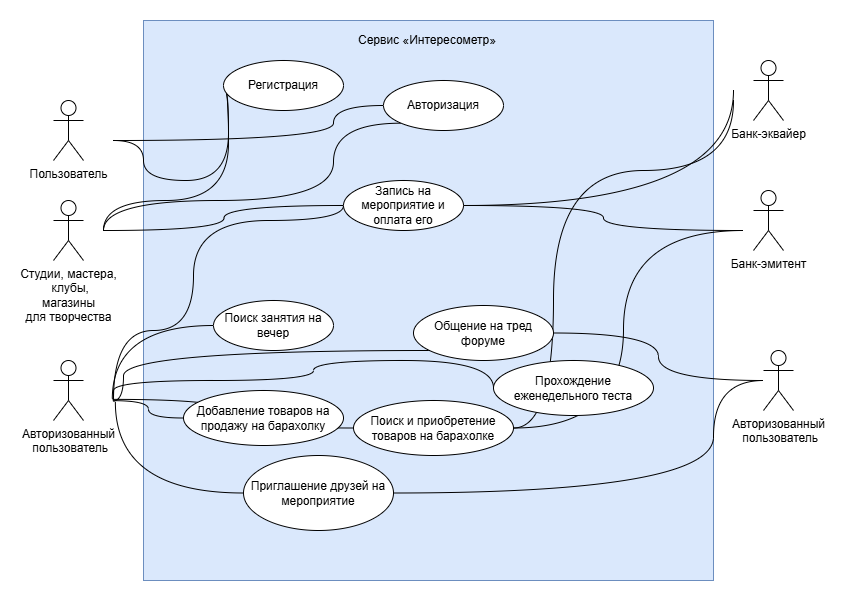 Сервис «Интересометр»
Регистрация
Авторизация
Пользователь
Банк-эквайер
Запись на
мероприятие и
оплата его
Студии, мастера,
клубы,
магазины
для творчества
Банк-эмитент
Поиск занятия на
вечер
Общение на тред
форуме
Прохождение
еженедельного теста
Авторизованный
пользователь
Добавление товаров на
продажу на барахолку
Поиск и приобретение
товаров на барахолке
Авторизованный
пользователь
Приглашение друзей на
мероприятие